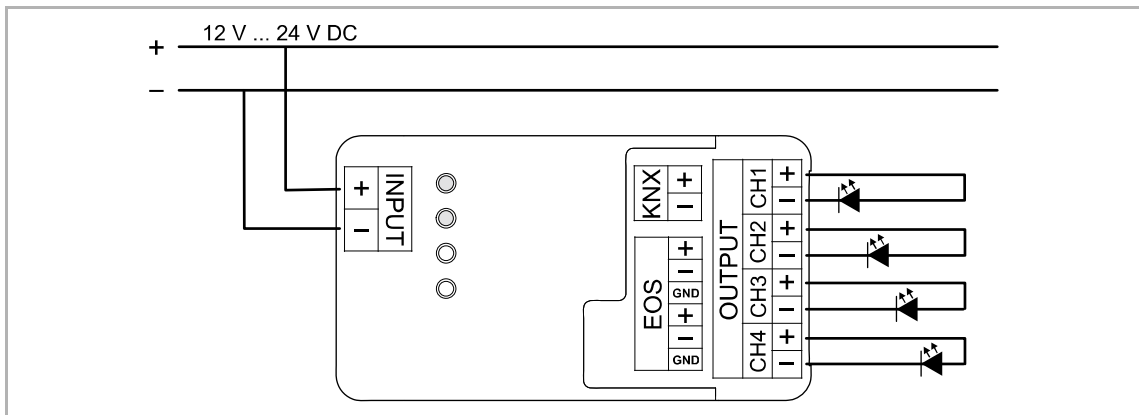 12 V ... 24 V DC
+
−
INPUT
+
−
KNX
+
−
EOS
+
−
GND
+
−
GND
OUTPUT
CH1
+
−
CH2
+
−
CH3
+
−
CH4
+
−